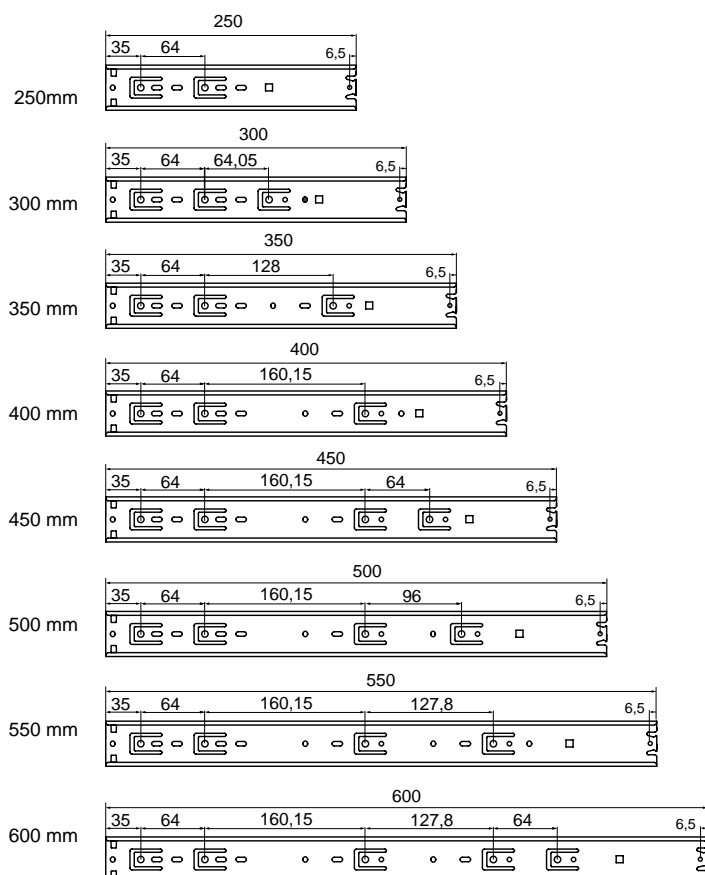 250
35 64 6,5
250mm
300
35 64 64,05 6,5
300 mm
350
35 64 128 6,5
350 mm
400
35 64 160,15 6,5
400 mm
450
35 64 160,15 64 6,5
450 mm
500
35 64 160,15 96 6,5
500 mm
550
35 64 160,15 127,8 6,5
550 mm
600
35 64 160,15 127,8 64 6,5
600 mm